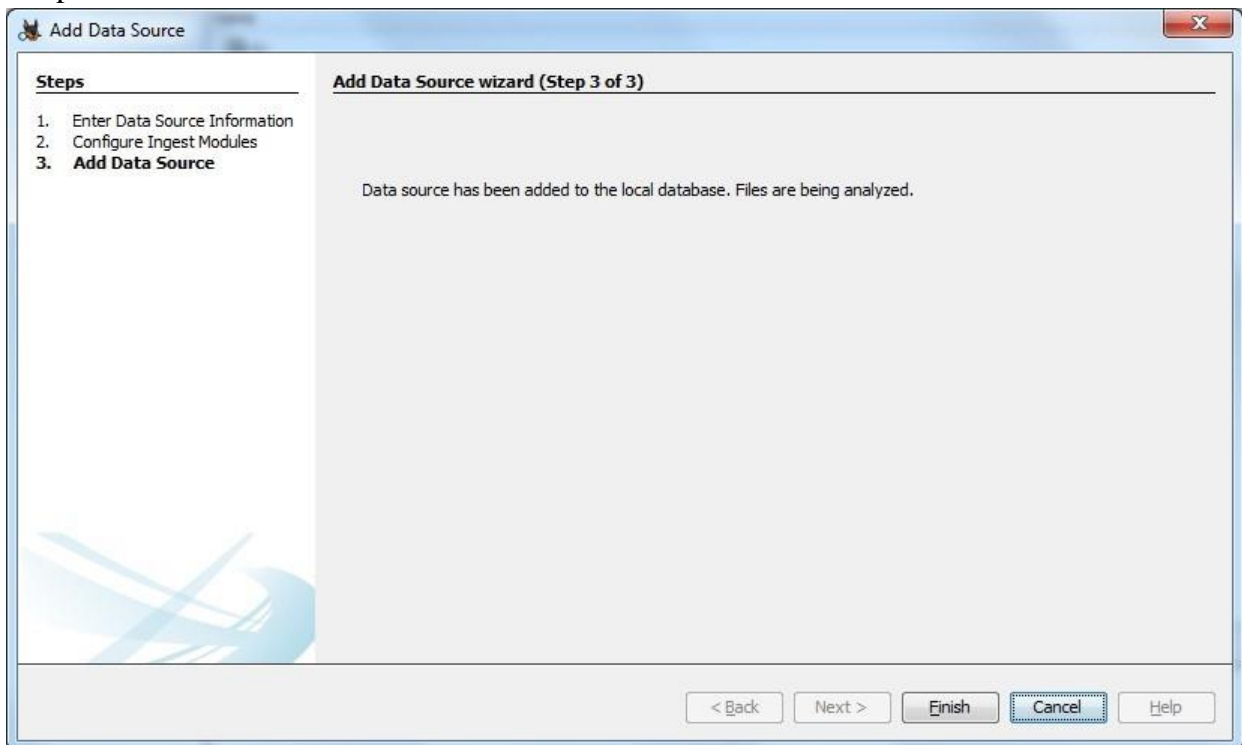 Add Data Source
Steps
1. Enter Data Source Information
2. Configure Ingest Modules
3. Add Data Source
Add Data Source wizard (Step 3 of 3)
Data source has been added to the local database. Files are being analyzed.
< Back Next > Finish Cancel Help